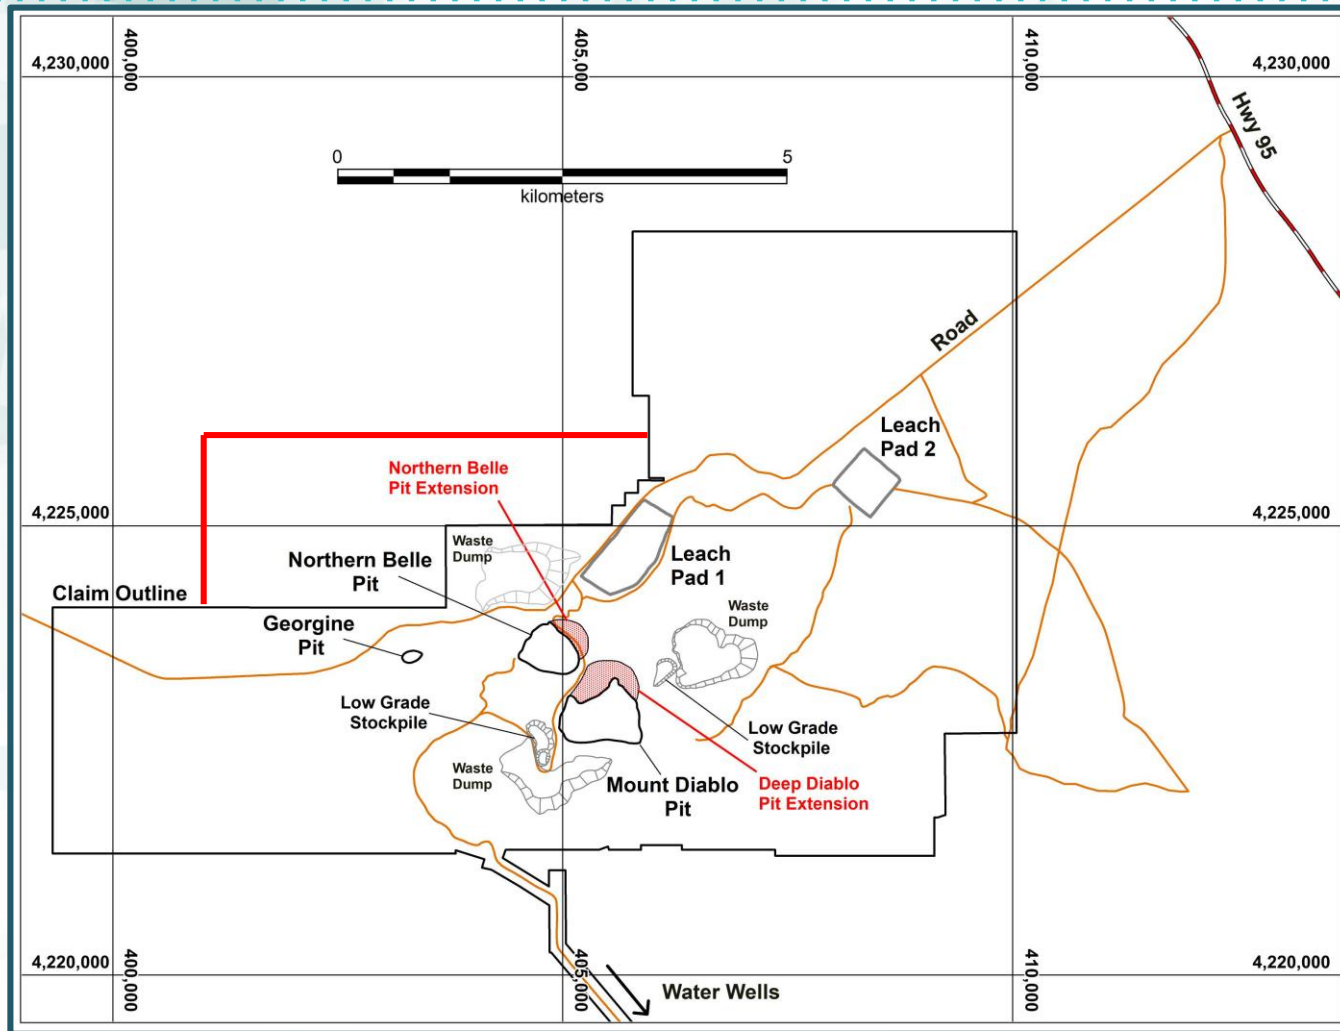 400,000
405,000
410,000
4,230,000
4,230,000
Hwy 95
0
5
kilometers
Road
Leach
Pad 2
Northern Belle
Pit Extension
4,225,000
4,225,000
Waste
Dump
Northern Belle
Pit
Leach
Pad 1
Claim Outline
Georgine
Pit
Waste
Dump
Low Grade
Stockpile
Low Grade
Stockpile
Waste
Dump
Mount Diablo
Pit
Deep Diablo
Pit Extension
4,220,000
400,000
405,000
410,000
4,220,000
Water Wells